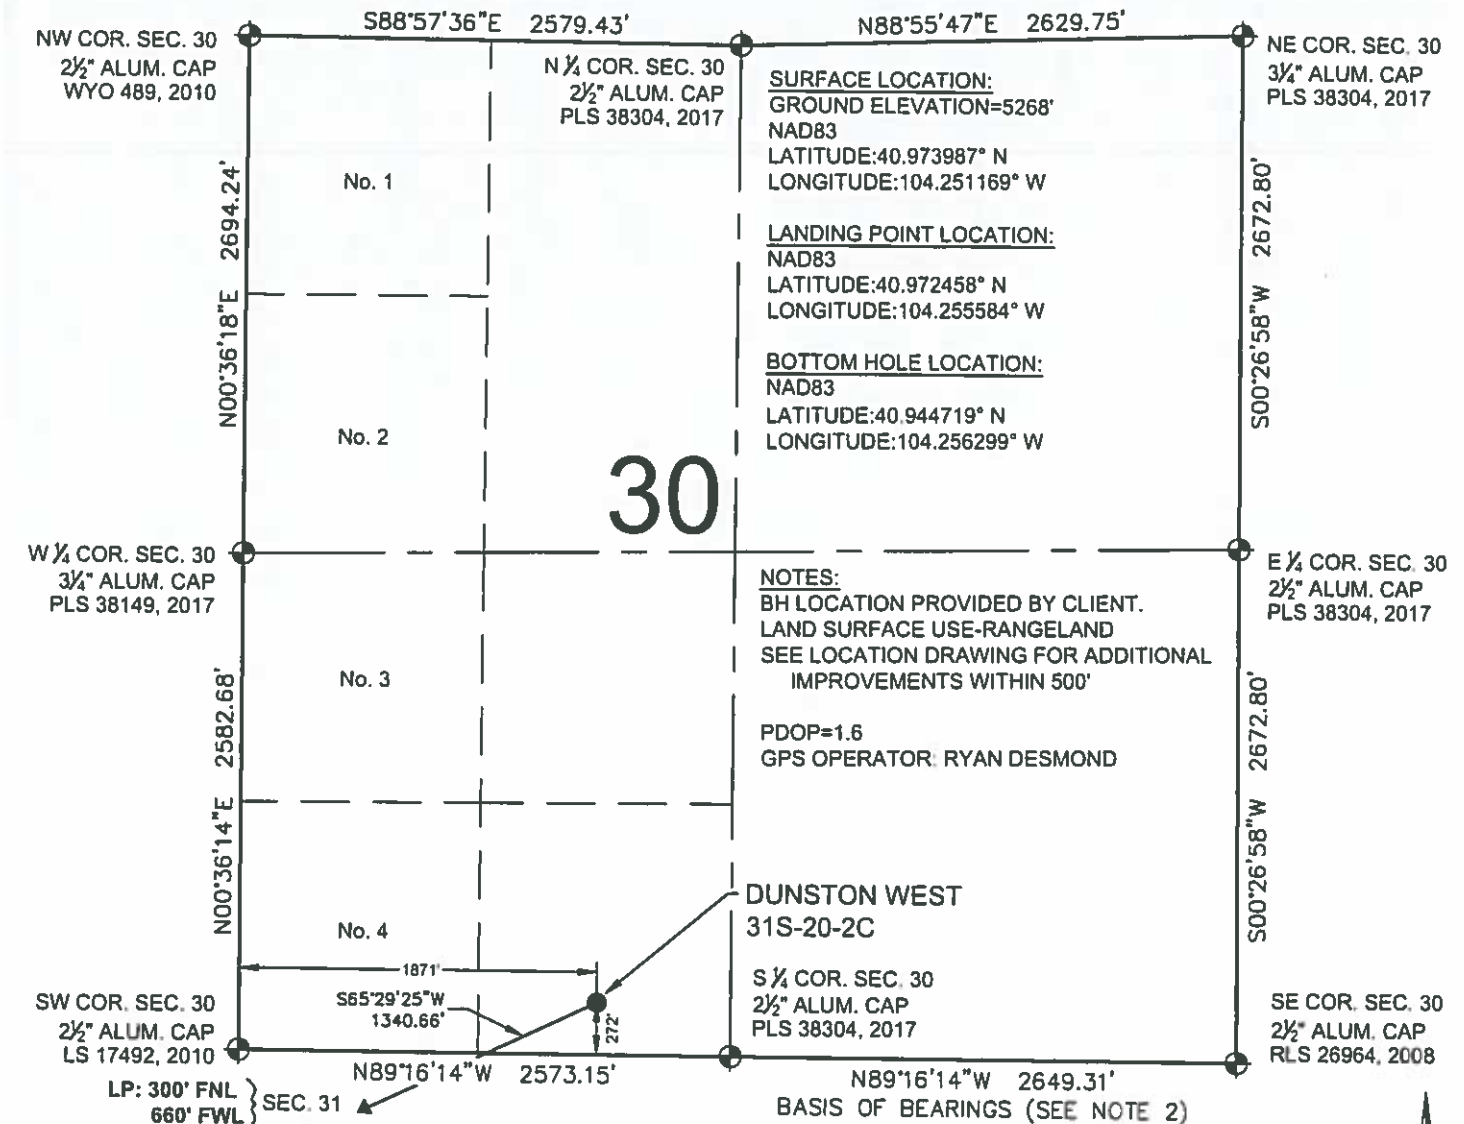 S88°57'36"E 2579.43'
N88°55'47"E 2629.75'
NW COR. SEC. 30
2½" ALUM. CAP
WYO 489, 2010
N ¼ COR. SEC. 30
2½" ALUM. CAP
PLS 38304, 2017
NE COR. SEC. 30
3¼" ALUM. CAP
PLS 38304, 2017
SURFACE LOCATION:
GROUND ELEVATION=5268'
NAD83
LATITUDE:40.973987° N
LONGITUDE:104.251169° W
LANDING POINT LOCATION:
NAD83
LATITUDE:40.972458° N
LONGITUDE:104.255584° W
BOTTOM HOLE LOCATION:
NAD83
LATITUDE:40.944719° N
LONGITUDE:104.256299° W
N00°36'18"E 2694.24'
No. 1
No. 2
S00°26'58"W 2672.80'
30
W ¼ COR. SEC. 30
3¼" ALUM. CAP
PLS 38149, 2017
E ¼ COR. SEC. 30
2½" ALUM. CAP
PLS 38304, 2017
NOTES:
BH LOCATION PROVIDED BY CLIENT.
LAND SURFACE USE-RANGELAND
SEE LOCATION DRAWING FOR ADDITIONAL
IMPROVEMENTS WITHIN 500'
PDOP=1.6
GPS OPERATOR: RYAN DESMOND
N00°36'14"E 2582.68'
No. 3
No. 4
S00°26'58"W 2672.80'
DUNSTON WEST
31S-20-2C
1871'
S65°29'25"W
1340.66'
272'
SW COR. SEC. 30
2½" ALUM. CAP
LS 17492, 2010
S ¼ COR. SEC. 30
2½" ALUM. CAP
PLS 38304, 2017
SE COR. SEC. 30
2½" ALUM. CAP
RLS 26964, 2008
N89°16'14"W 2573.15'
N89°16'14"W 2649.31'
BASIS OF BEARINGS (SEE NOTE 2)
LP: 300' FNL
660' FWL
SEC. 31